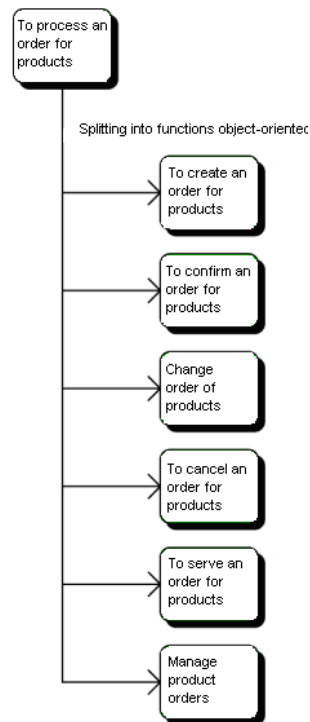 To process an
order for
products
Splitting into functions object-oriented
To create an
order for
products
To confirm an
order for
products
Change
order of
products
To cancel an
order for
products
To serve an
order for
products
Manage
product
orders